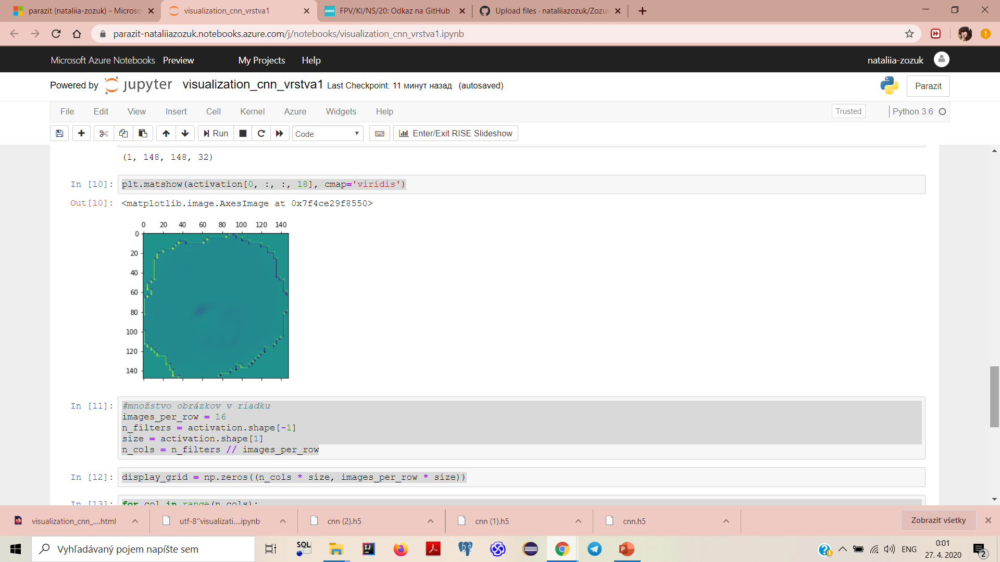 parazit (nataliia-zozuk) - Microso
visualization_cnn_vrstva1
FPV/KI/NS/20: Odkaz na GitHub
Upload files · nataliiazozuk/Zozuk
parazit-nataliiazozuk.notebooks.azure.com/j/notebooks/visualization_cnn_vrstva1.ipynb
Microsoft Azure Notebooks Preview My Projects Help nataliia-zozuk
Powered by jupyter visualization_cnn_vrstva1 Last Checkpoint: 11 минут назад (autosaved) Parazit
File Edit View Insert Cell Kernel Azure Widgets Help Trusted Python 3.6
Run Code Enter/Exit RISE Slideshow
(1, 148, 148, 32)
In [10]: plt.matshow(activation[0, :, :, 18], cmap='viridis')
Out[10]: <matplotlib.image.AxesImage at 0x7f4ce29f8550>
0 20 40 60 80 100 120 140
0
20
40
60
80
100
120
140
In [11]: #množstvo obrázkov v riadku
images_per_row = 16
n_filters = activation.shape[-1]
size = activation.shape[1]
n_cols = n_filters // images_per_row
In [12]: display_grid = np.zeros((n_cols * size, images_per_row * size))
In [13]: for col in range(n_cols):
visualization_cnn_....html
utf-8''visualizati....ipynb
cnn (2).h5
cnn (1).h5
cnn.h5
Zobraziť všetky
Vyhľadávaný pojem napíšte sem
SQL
ENG
0:01
27. 4. 2020
2